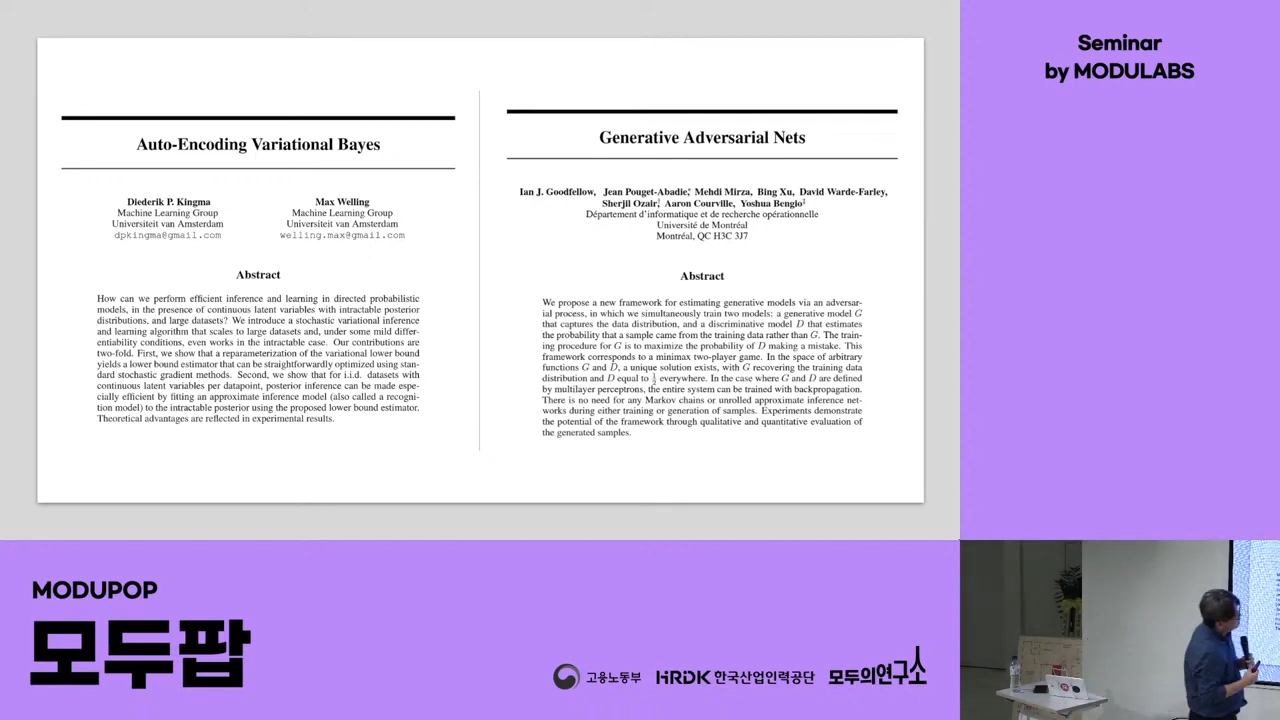 Seminar
by MODULABS
Auto-Encoding Variational Bayes
Diederik P. Kingma
Machine Learning Group
Universiteit van Amsterdam
dpkingma@gmail.com
Max Welling
Machine Learning Group
Universiteit van Amsterdam
welling.max@gmail.com
Abstract
How can we perform efficient inference and learning in directed probabilistic
models, in the presence of continuous latent variables with intractable posterior
distributions, and large datasets? We introduce a stochastic variational inference
and learning algorithm that scales to large datasets and, under some mild differ-
entiability conditions, even works in the intractable case. Our contributions are
two-fold. First, we show that a reparameterization of the variational lower bound
yields a lower bound estimator that can be straightforwardly optimized using stan-
dard stochastic gradient methods. Second, we show that for i.i.d. datasets with
continuous latent variables per datapoint, posterior inference can be made espe-
cially efficient by fitting an approximate inference model (also called a recogni-
tion model) to the intractable posterior using the proposed lower bound estimator.
Theoretical advantages are reflected in experimental results.
Generative Adversarial Nets
Ian J. Goodfellow, Jean Pouget-Abadie,* Mehdi Mirza, Bing Xu, David Warde-Farley,
Sherjil Ozair,† Aaron Courville, Yoshua Bengio‡
Département d'informatique et de recherche opérationnelle
Université de Montréal
Montréal, QC H3C 3J7
Abstract
We propose a new framework for estimating generative models via an adversar-
ial process, in which we simultaneously train two models: a generative model G
that captures the data distribution, and a discriminative model D that estimates
the probability that a sample came from the training data rather than G. The train-
ing procedure for G is to maximize the probability of D making a mistake. This
framework corresponds to a minimax two-player game. In the space of arbitrary
functions G and D, a unique solution exists, with G recovering the training data
distribution and D equal to 1/2 everywhere. In the case where G and D are defined
by multilayer perceptrons, the entire system can be trained with backpropagation.
There is no need for any Markov chains or unrolled approximate inference net-
works during either training or generation of samples. Experiments demonstrate
the potential of the framework through qualitative and quantitative evaluation of
the generated samples.
MODUPOP
모두팝
고용노동부
HRDK 한국산업인력공단
모두의연구소